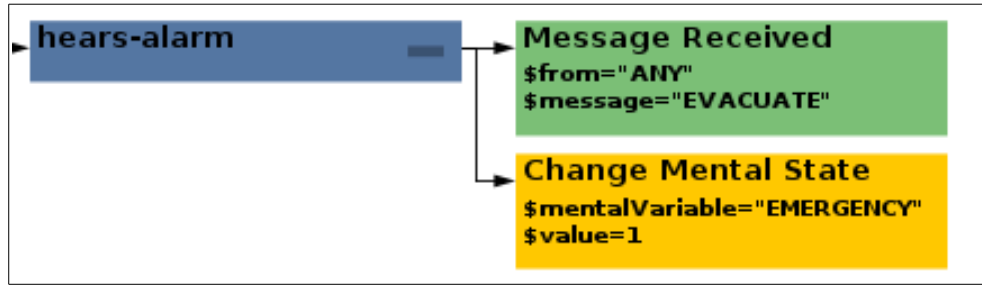 hears-alarm
Message Received
$from="ANY"
$message="EVACUATE"
Change Mental State
$mentalVariable="EMERGENCY"
$value=1